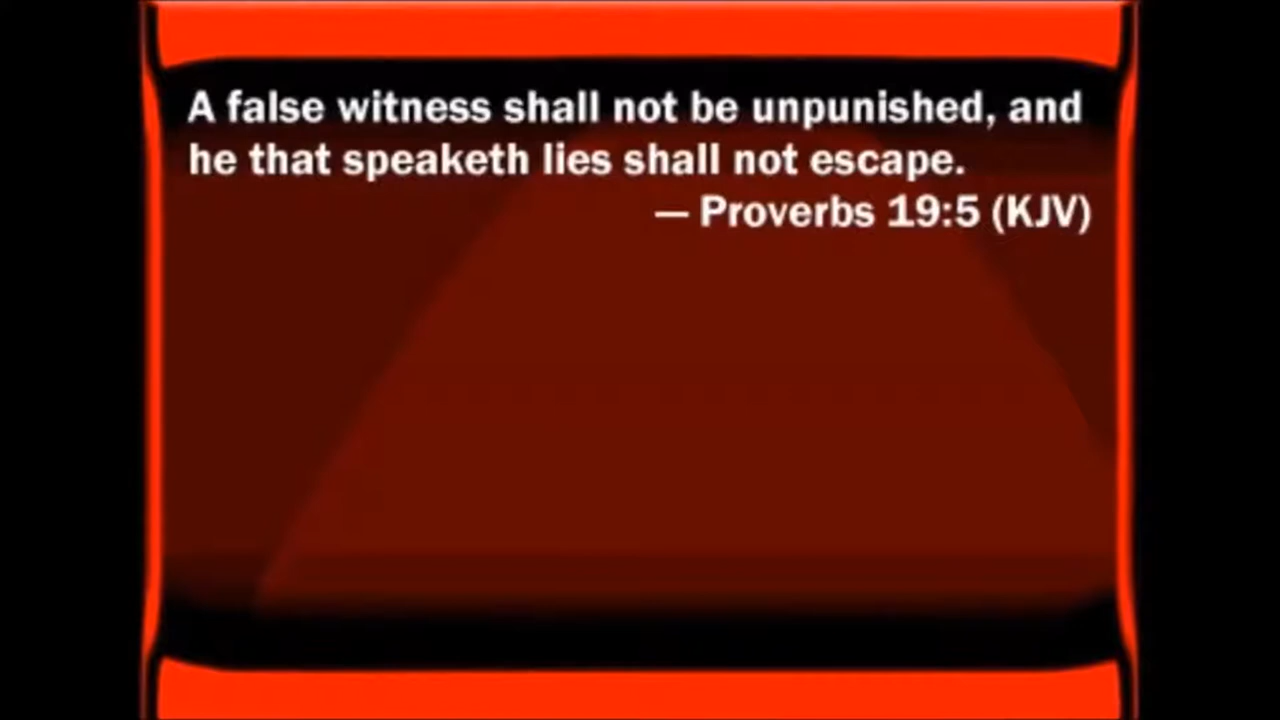 A false witness shall not be unpunished, and
he that speaketh lies shall not escape.
— Proverbs 19:5 (KJV)